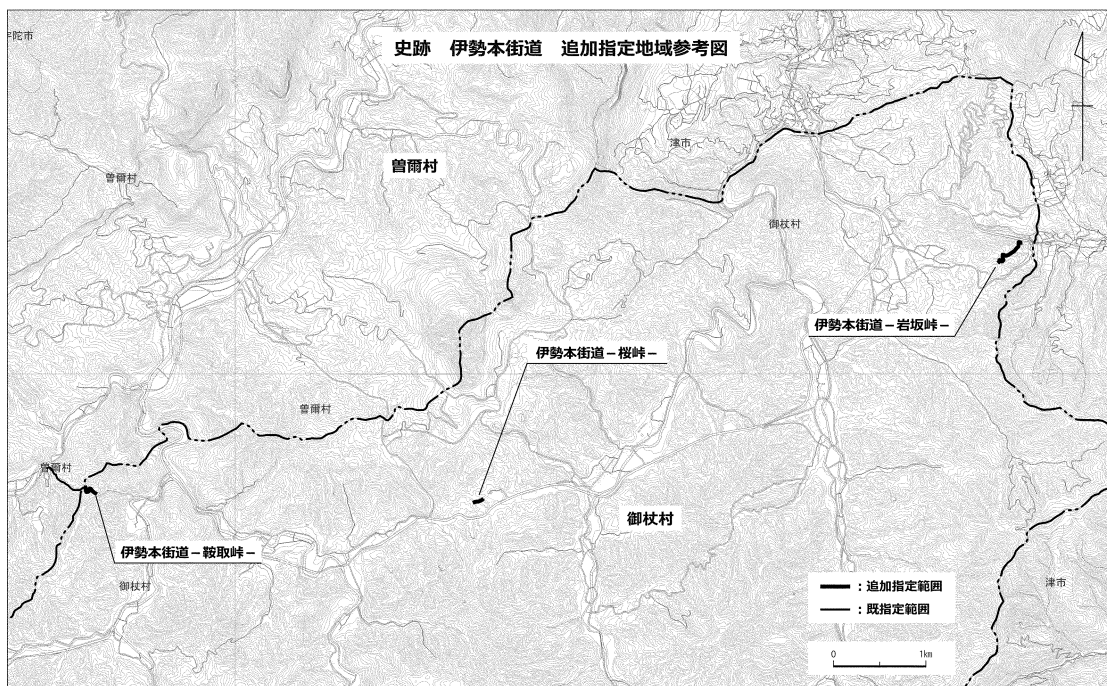 史跡 伊勢本街道 追加指定地域参考図
宇陀市
津市
曽爾村
曽爾村
御杖村
伊勢本街道－岩坂峠－
伊勢本街道－桜峠－
曽爾村
曽爾村
御杖村
伊勢本街道－鞍取峠－
御杖村
津市
：追加指定範囲
：既指定範囲
0 1km